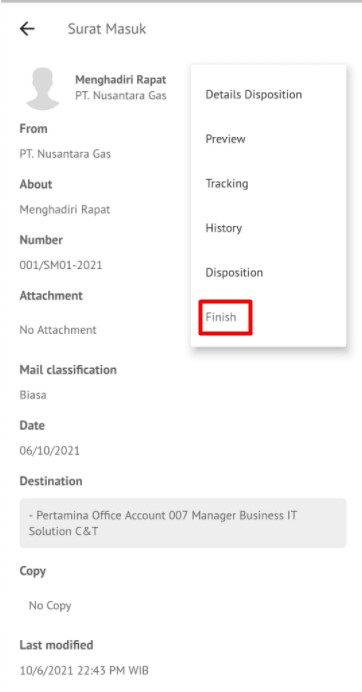 Surat Masuk
Menghadiri Rapat
PT. Nusantara Gas
Details Disposition
Preview
Tracking
History
Disposition
Finish
From
PT. Nusantara Gas
About
Menghadiri Rapat
Number
001/SM01-2021
Attachment
No Attachment
Mail classification
Biasa
Date
06/10/2021
Destination
- Pertamina Office Account 007 Manager Business IT
Solution C&T
Copy
No Copy
Last modified
10/6/2021 22:43 PM WIB